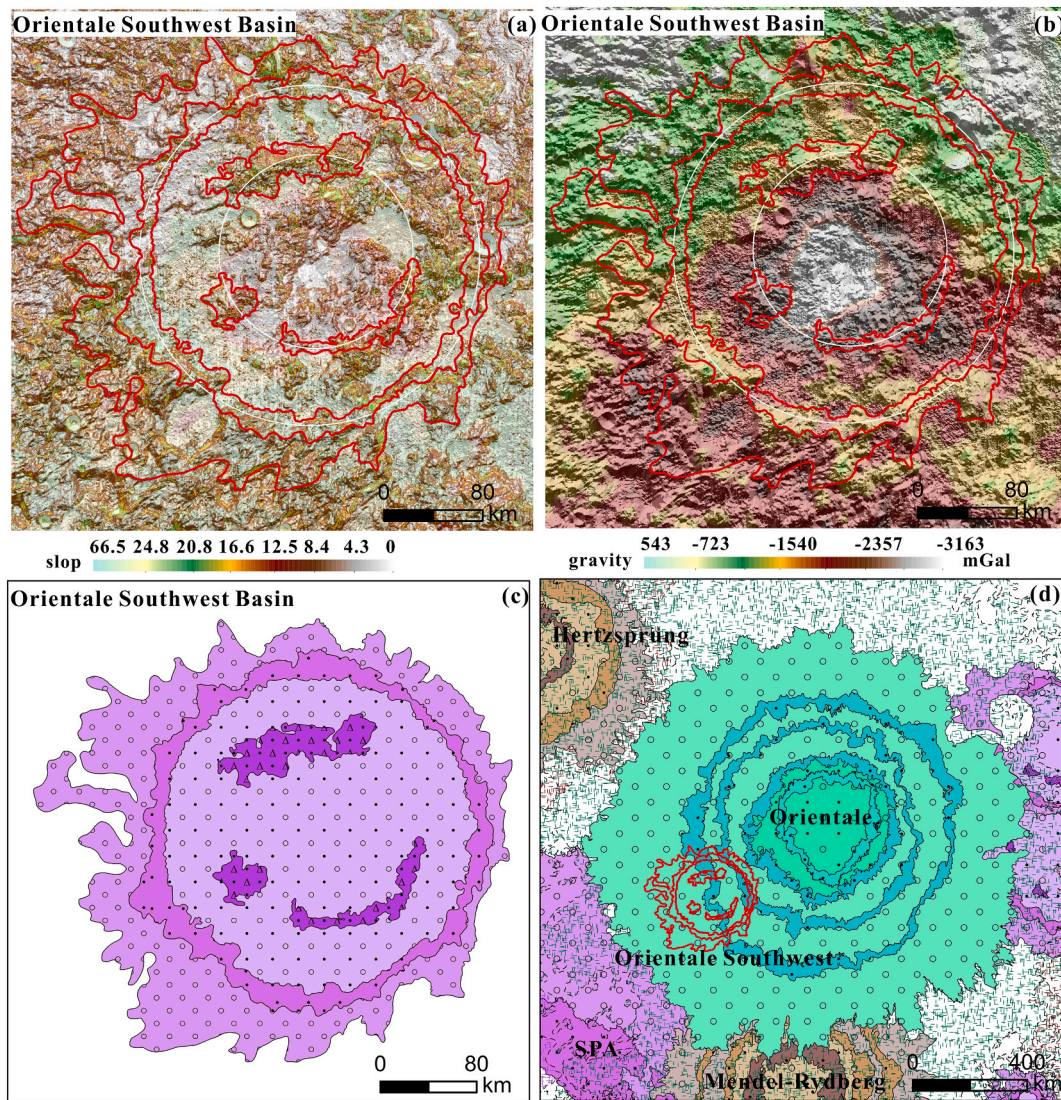 Orientale Southwest Basin
(a)
0 80
km
66.5 24.8 20.8 16.6 12.5 8.4 4.3 0
slop
Orientale Southwest Basin
(b)
0 80
km
543 -723 -1540 -2357 -3163
gravity mGal
Orientale Southwest Basin
(c)
0 80
km
(d)
Hertzsprung
Orientale
Orientale Southwest
SPA
Mendel-Rydberg
0 400
km